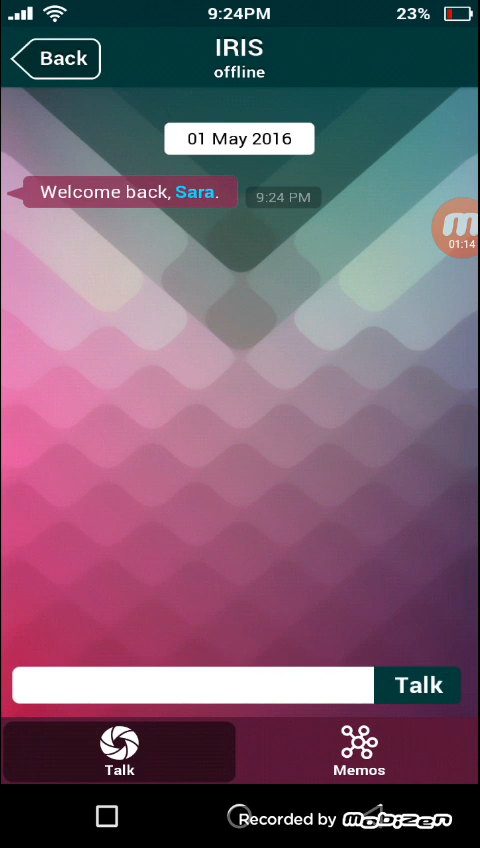 9:24PM
23%
Back
IRIS
offline
01 May 2016
Welcome back, Sara.
9:24 PM
01:14
Talk
Talk
Memos
Recorded by Mobizen